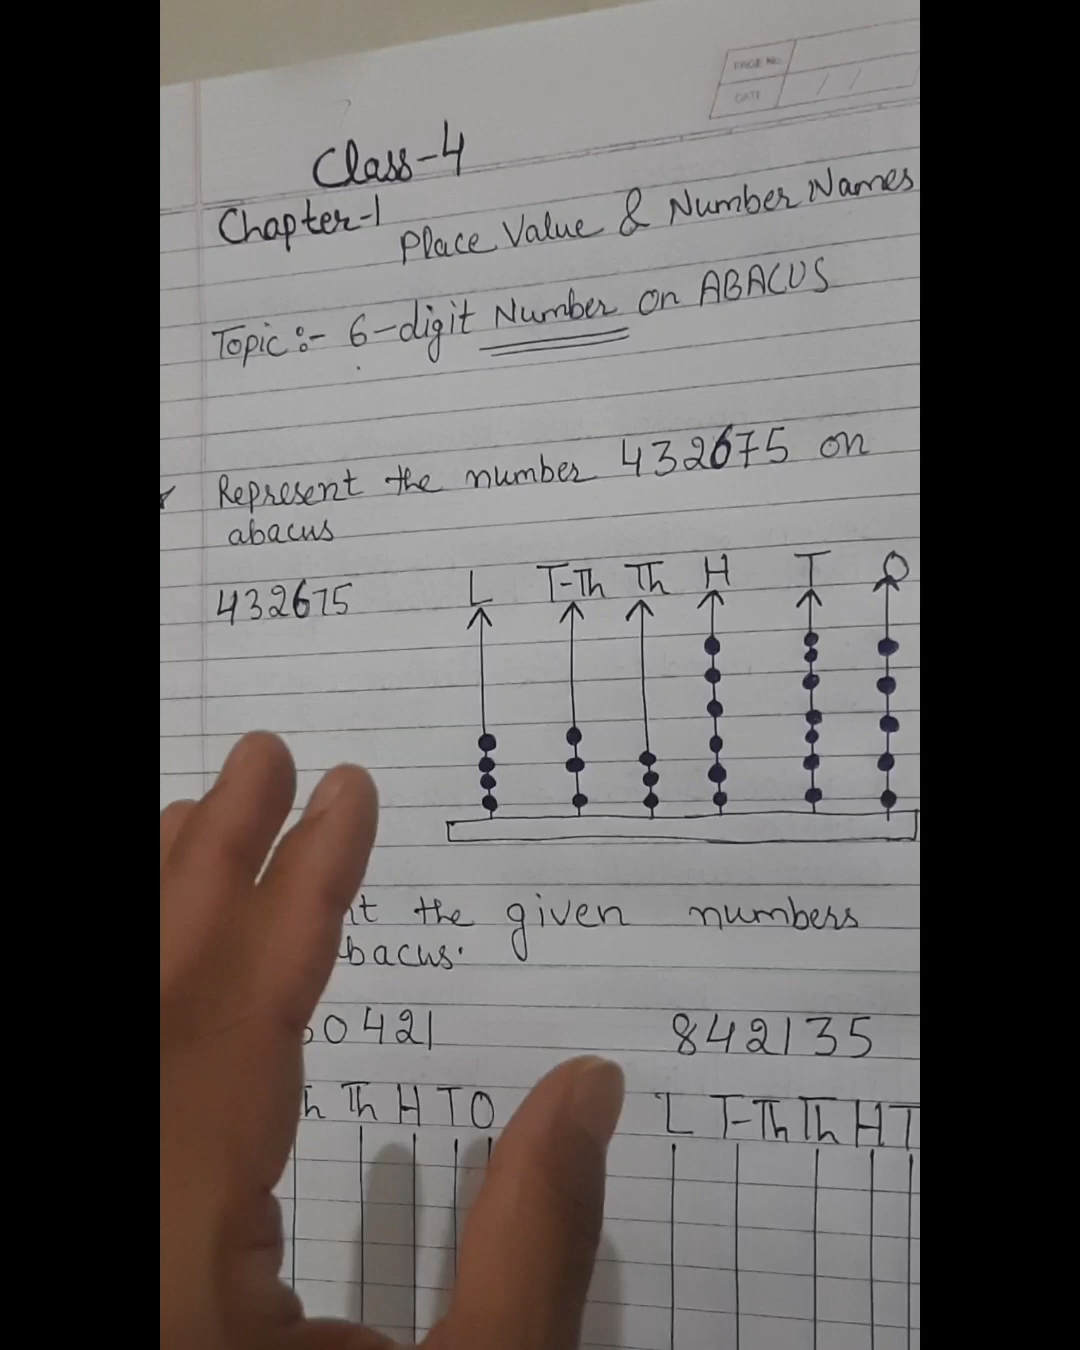 PAGE No.
DATE / /
Class-4
Chapter-1
Place Value & Number Names
Topic:- 6-digit Number on ABACUS
Represent the number 432675 on
abacus
432675 L T-Th Th H T O
the given numbers
0421 842135
Th H T O L T-Th Th H T